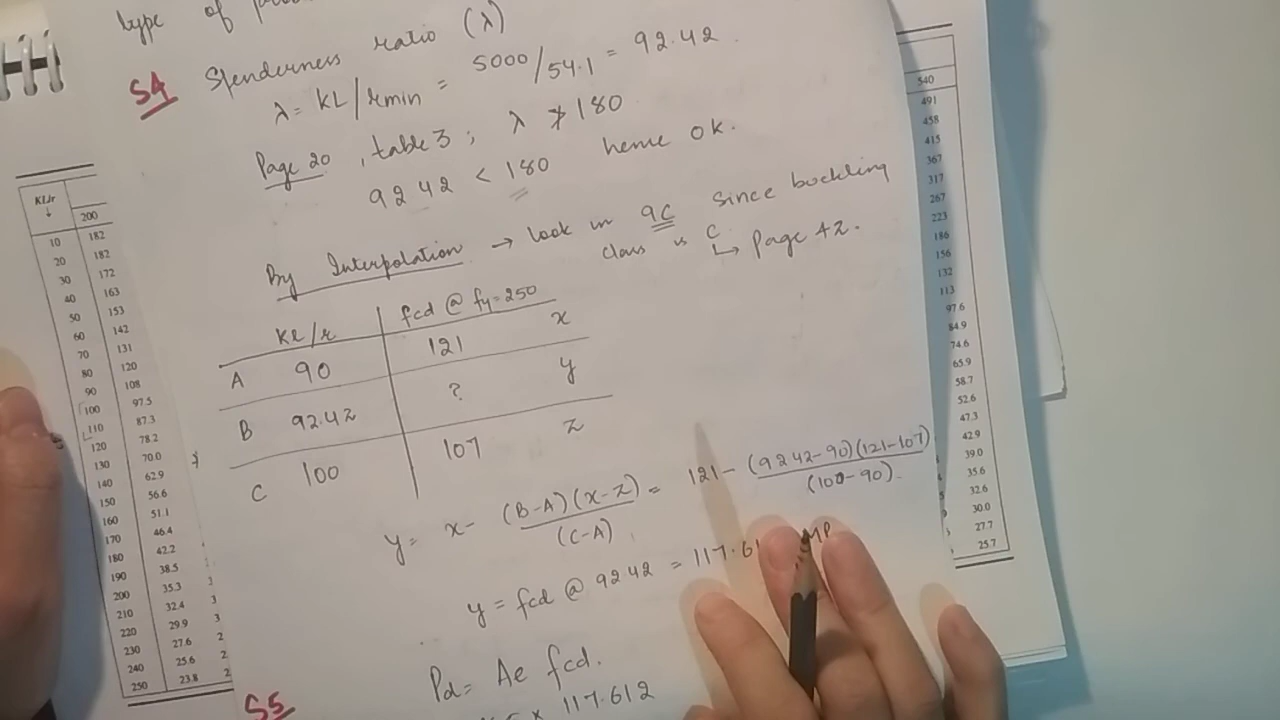 type of
Slenderness ratio (λ)
S4
λ = KL/rmin = 5000/54.1 = 92.42
Page 20, table 3; λ ≯ 180
92.42 < 180 hence ok.
By Interpolation → look in 9C since buckling
class is C
↳ Page 42.
KL/r fcd @ fy=250
A 90 121 x
B 92.42 ? y
C 100 107 z
y = x - (B-A)(x-z)/(C-A) = 121 - (92.42-90)(121-107)/(100-90).
y = fcd @ 92.42 = 117.61
Pd = Ae fcd.
S5
x 117.612
Kl/r
↓
200
10 182
20 182
30 172
40 163
50 153
60 142
70 131
80 120
90 108
100 97.5
110 87.3
120 78.2
130 70.0
140 62.9
150 56.6
160 51.1
170 46.4
180 42.2
190 38.5
200 35.3
210 32.4
220 29.9
230 27.6
240 25.6
250 23.8
540
491
458
415
367
317
267
223
186
156
132
113
97.6
84.9
74.6
65.9
58.7
52.6
47.3
42.9
39.0
35.6
32.6
30.0
27.7
25.7